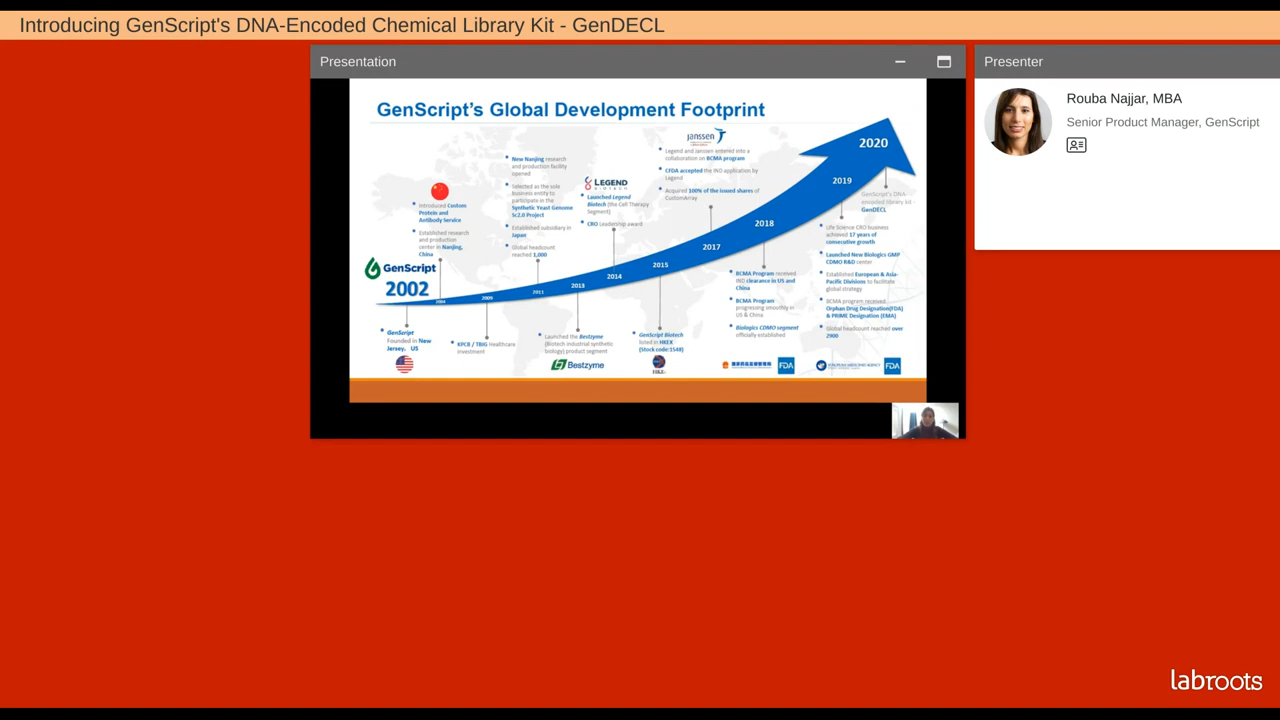 Introducing GenScript's DNA-Encoded Chemical Library Kit - GenDECL
Presentation
GenScript's Global Development Footprint
GenScript
2002
2004
2009
2011
2013
2014
2015
2017
2018
2019
2020
GenScript
Founded in New
Jersey, US
Introduced Custom
Protein and
Antibody Service
Established research
and production
center in Nanjing,
China
KPCB / TBIG Healthcare
investment
New Nanjing research
and production facility
opened
Selected as the sole
business entity to
participate in the
Synthetic Yeast Genome
Sc2.0 Project
Established subsidiary in
Japan
Global headcount
reached 1,000
Launched the Bestzyme
(Biotech industrial synthetic
biology) product segment
Bestzyme
LEGEND
BIOTECH
Launched Legend
Biotech (the Cell Therapy
Segment)
CRO Leadership award
GenScript Biotech
listed in HKEX
(Stock code:1548)
janssen
Legend and Janssen entered into a
collaboration on BCMA program
CFDA accepted the IND application by
Legend
Acquired 100% of the issued shares of
CustomArray
BCMA Program received
IND clearance in US and
China
BCMA Program
progressing smoothly in
US & China
Biologics CDMO segment
officially established
FDA
GenScript's DNA-
encoded library kit -
GenDECL
Life Science CRO business
achieved 17 years of
consecutive growth
Launched New Biologics GMP
CDMO R&D center
Established European & Asia-
Pacific Divisions to facilitate
global strategy
BCMA program received
Orphan Drug Designation(FDA)
& PRIME Designation (EMA)
Global headcount reached over
2900
EUROPEAN MEDICINES AGENCY
FDA
Presenter
Rouba Najjar, MBA
Senior Product Manager, GenScript
labroots